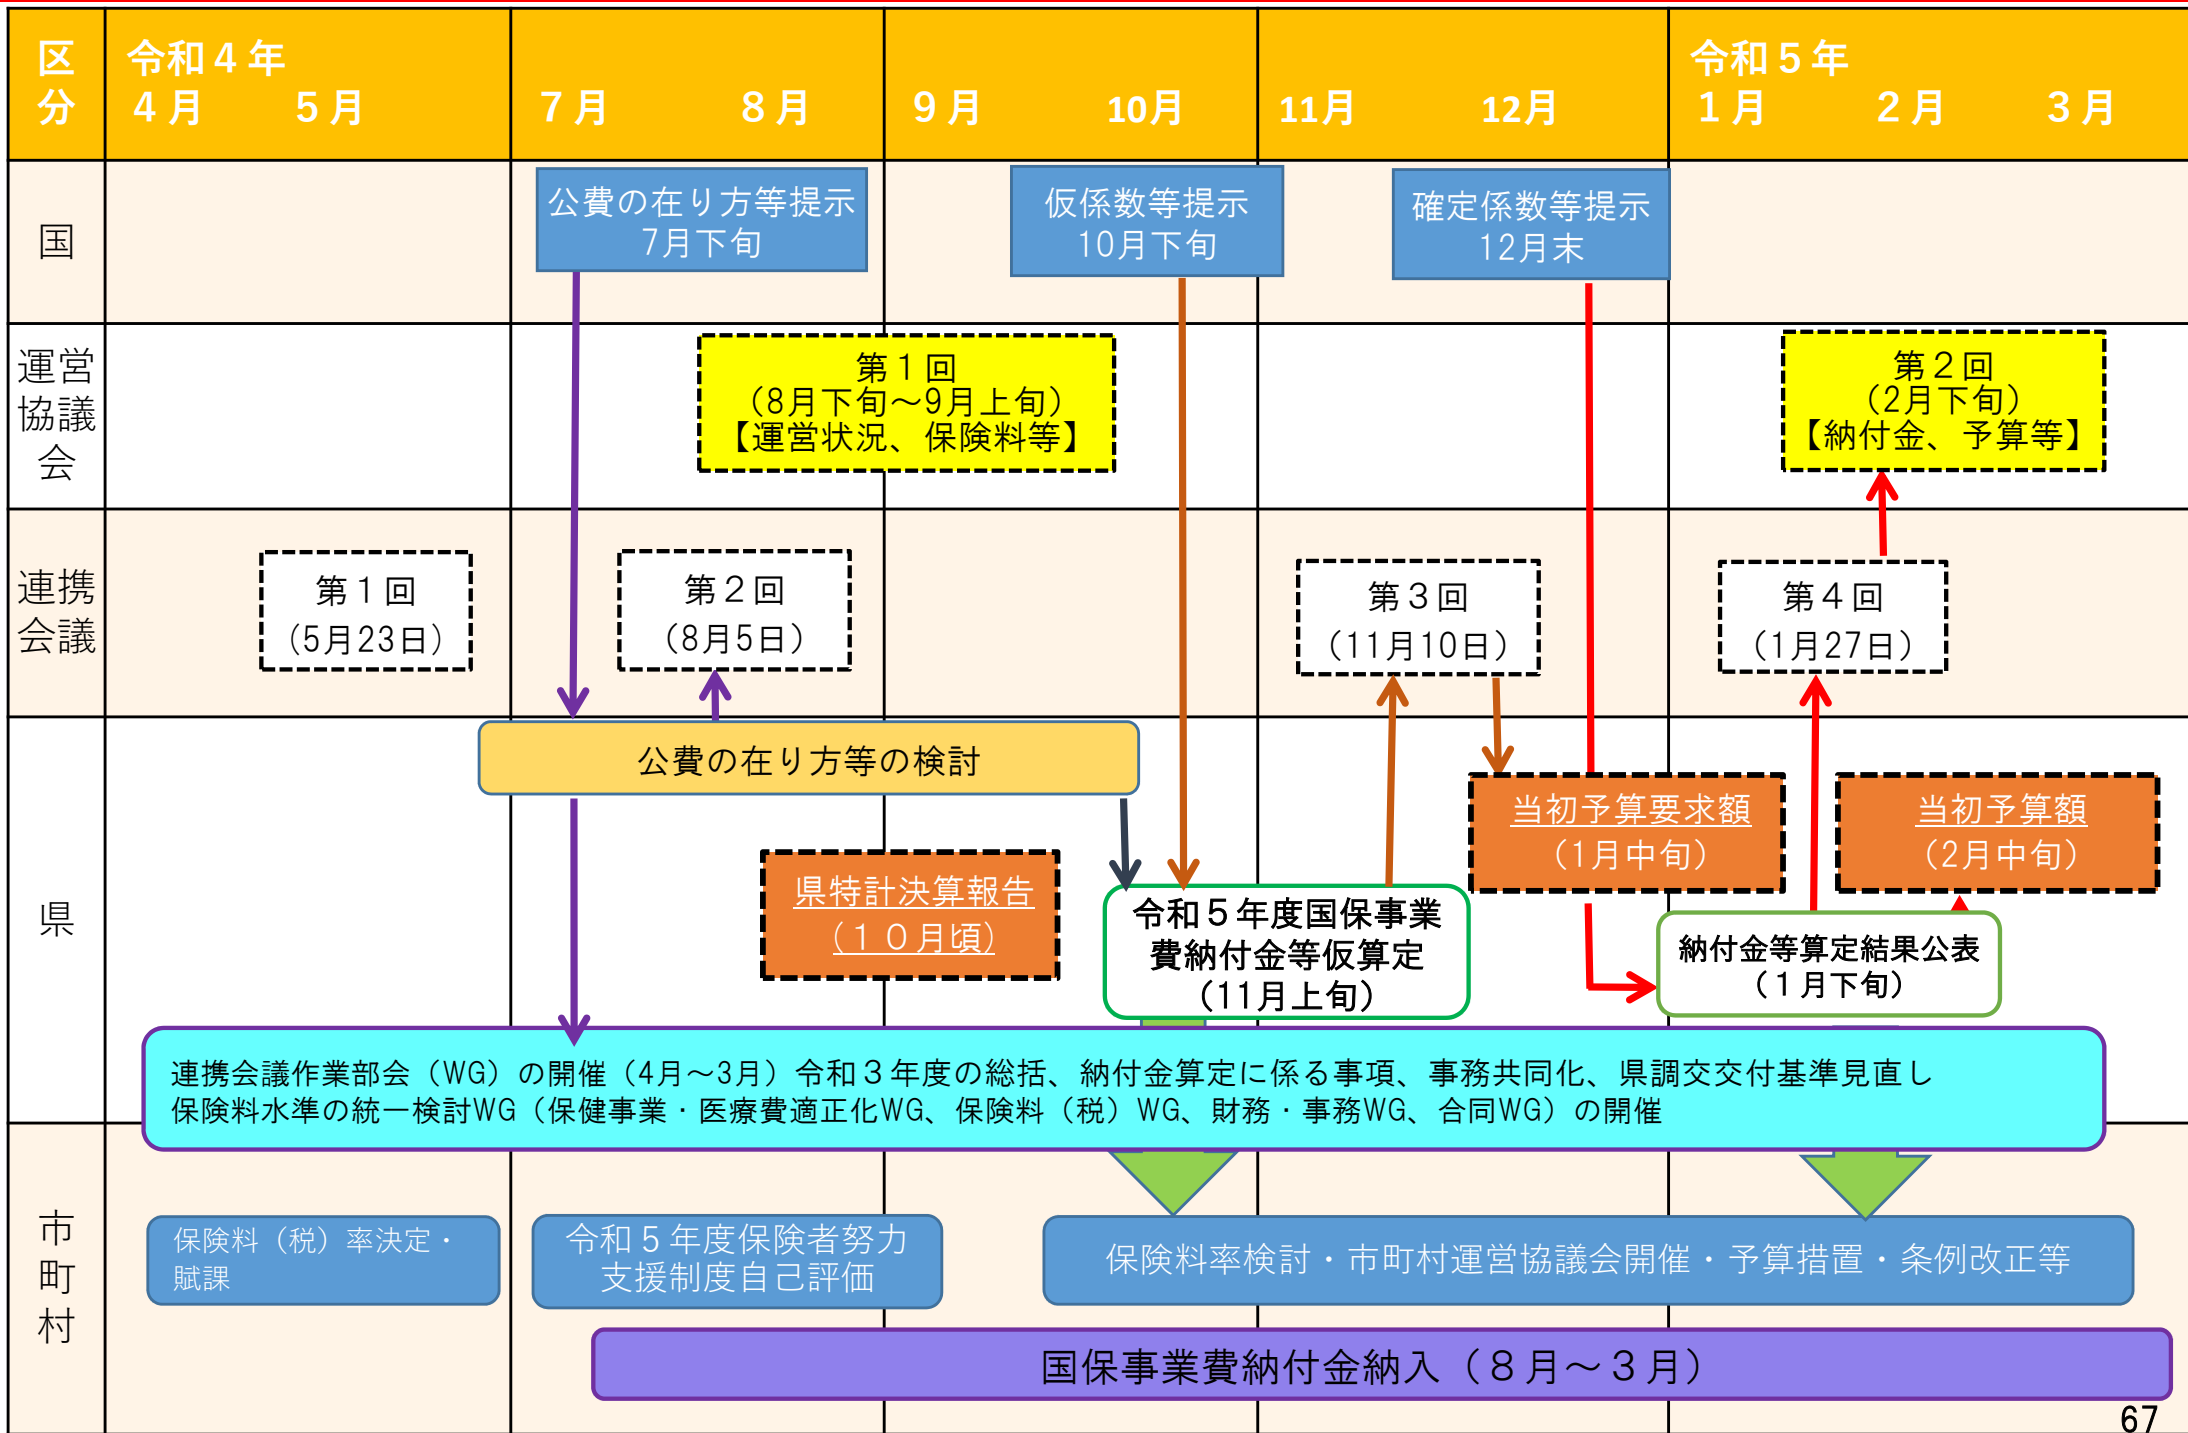 区分
令和4年
4月 5月 7月 8月 9月 10月 11月 12月
令和5年
1月 2月 3月
国
公費の在り方等提示
7月下旬
仮係数等提示
10月下旬
確定係数等提示
12月末
運営
協議
会
第1回
(8月下旬～9月上旬)
【運営状況、保険料等】
第2回
(2月下旬)
【納付金、予算等】
連携
会議
第1回
(5月23日)
第2回
(8月5日)
第3回
(11月10日)
第4回
(1月27日)
県
公費の在り方等の検討
県特計決算報告
(10月頃)
令和5年度国保事業
費納付金等仮算定
(11月上旬)
当初予算要求額
(1月中旬)
当初予算額
(2月中旬)
納付金等算定結果公表
(1月下旬)
連携会議作業部会(WG)の開催(4月～3月)令和3年度の総括、納付金算定に係る事項、事務共同化、県調交交付基準見直し
保険料水準の統一検討WG(保健事業・医療費適正化WG、保険料(税)WG、財務・事務WG、合同WG)の開催
市
町
村
保険料(税)率決定・
賦課
令和5年度保険者努力
支援制度自己評価
保険料率検討・市町村運営協議会開催・予算措置・条例改正等
国保事業費納付金納入(8月～3月)
67